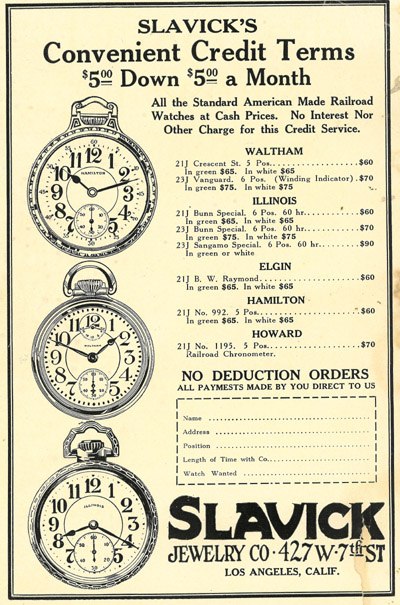 SLAVICK'S
Convenient Credit Terms
$5.00 Down $5.00 a Month
All the Standard American Made Railroad
Watches at Cash Prices. No Interest Nor
Other Charge for this Credit Service.
WALTHAM
21J Crescent St. 5 Pos. $60
In green $65. In white $65
23J Vanguard. 6 Pos. (Winding Indicator). $70
In green $75. In white $75
ILLINOIS
21J Bunn Special. 6 Pos. 60 hr. $60
In green $65. In white $65
23J Bunn Special. 6 Pos. 60 hr. $70
In green $75. In white $75
23J Sangamo Special. 6 Pos. 60 hr. $90
In green or white
ELGIN
21J B. W. Raymond. $60
In green $65. In white $65
HAMILTON
21J No. 992. 5 Pos. $60
In green $65. In white $65
HOWARD
21J No. 1195. 5 Pos. $70
Railroad Chronometer.
NO DEDUCTION ORDERS
ALL PAYMESTS MADE BY YOU DIRECT TO US
Name
Address
Position
Length of Time with Co.
Watch Wanted
SLAVICK
JEWELRY CO · 427 W · 7th ST
LOS ANGELES, CALIF.
HAMILTON
WALTHAM
ILLINOIS